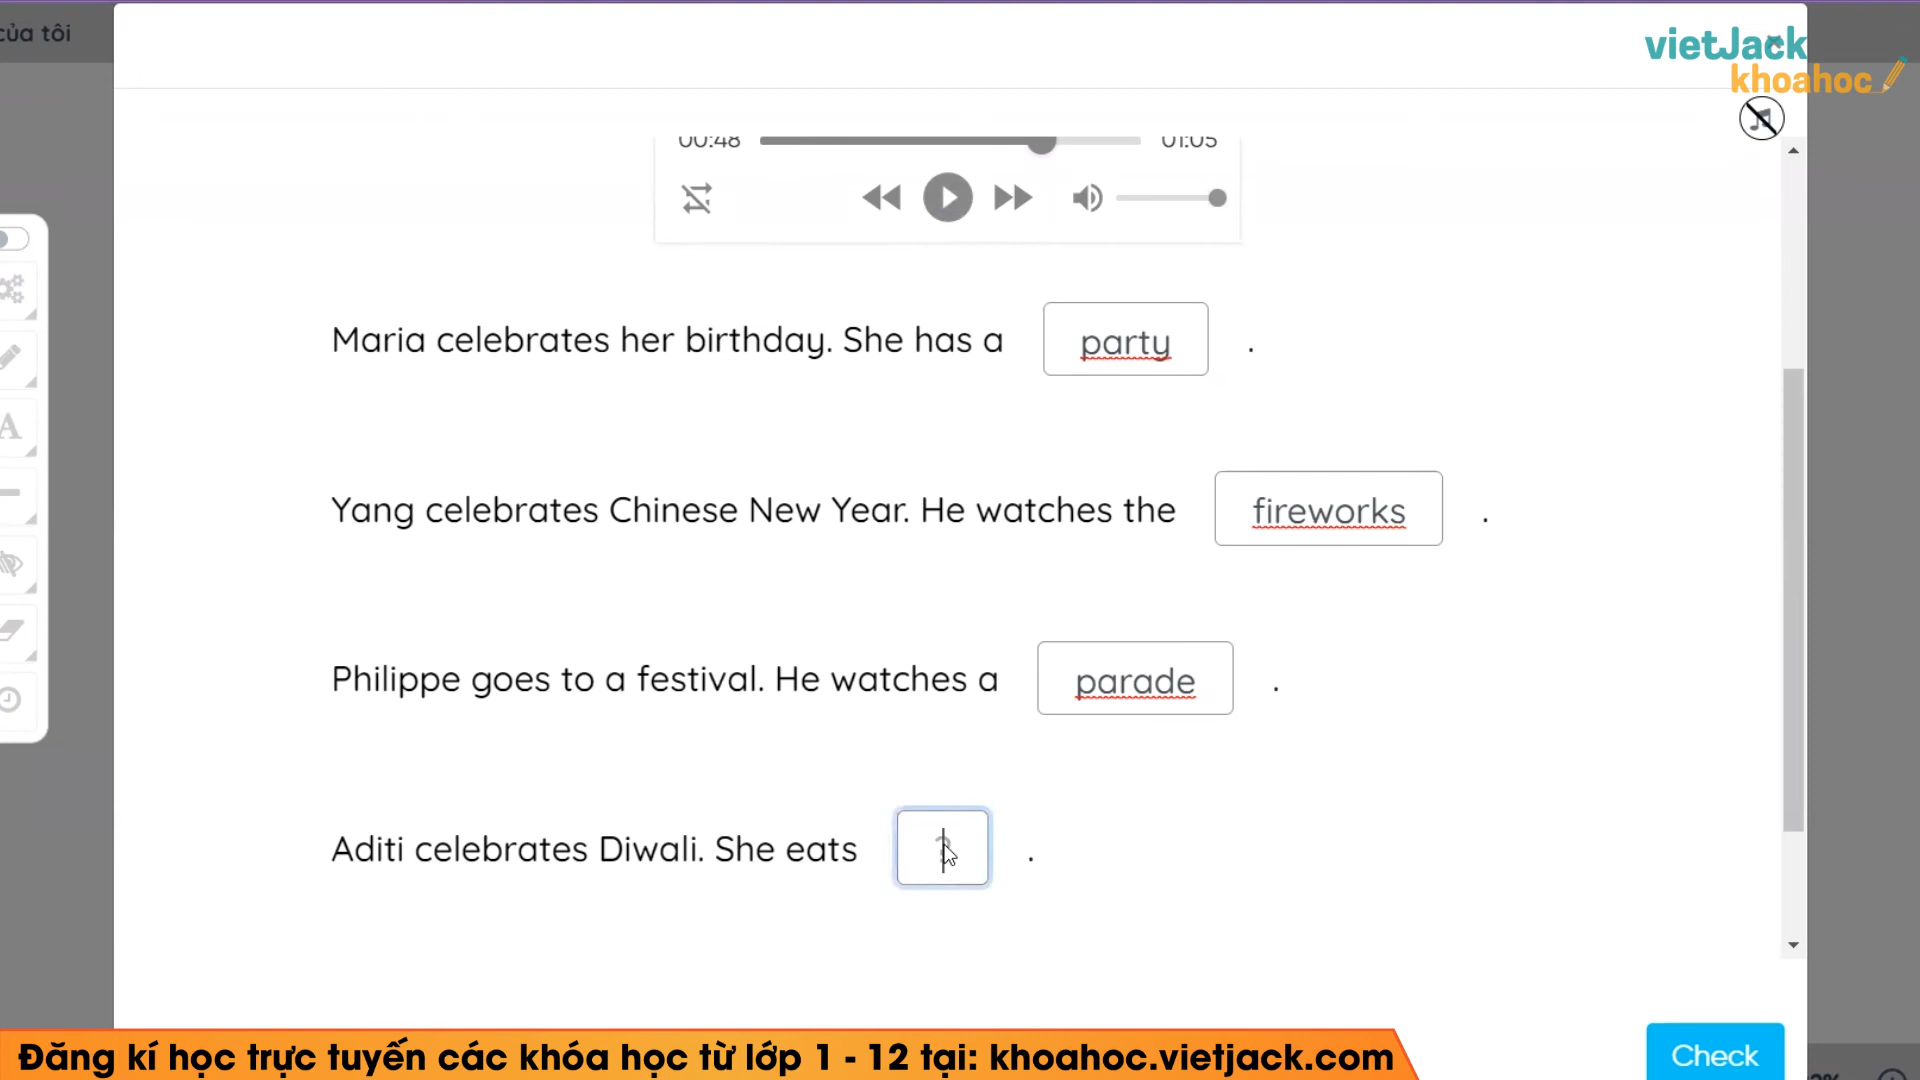 của tôi
vietJack
khoahoc
00:48
01:05
Maria celebrates her birthday. She has a party .
Yang celebrates Chinese New Year. He watches the fireworks .
Philippe goes to a festival. He watches a parade .
Aditi celebrates Diwali. She eats ? .
Đăng kí học trực tuyến các khóa học từ lớp 1 - 12 tại: khoahoc.vietjack.com
Check